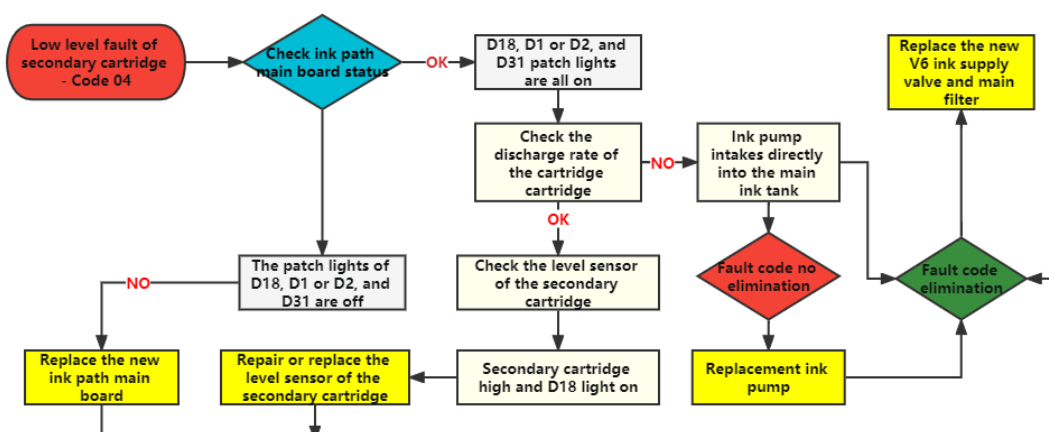 Low level fault of
secondary cartridge
- Code 04
Check ink path
main board status
OK
D18, D1 or D2, and
D31 patch lights
are all on
Replace the new
V6 ink supply
valve and main
filter
Check the
discharge rate of
the cartridge
cartridge
NO
Ink pump
intakes directly
into the main
ink tank
OK
The patch lights of
D18, D1 or D2, and
D31 are off
NO
Check the level sensor
of the secondary
cartridge
Fault code no
elimination
Fault code
elimination
Replace the new
ink path main
board
Repair or replace the
level sensor of the
secondary cartridge
Secondary cartridge
high and D18 light on
Replacement ink
pump